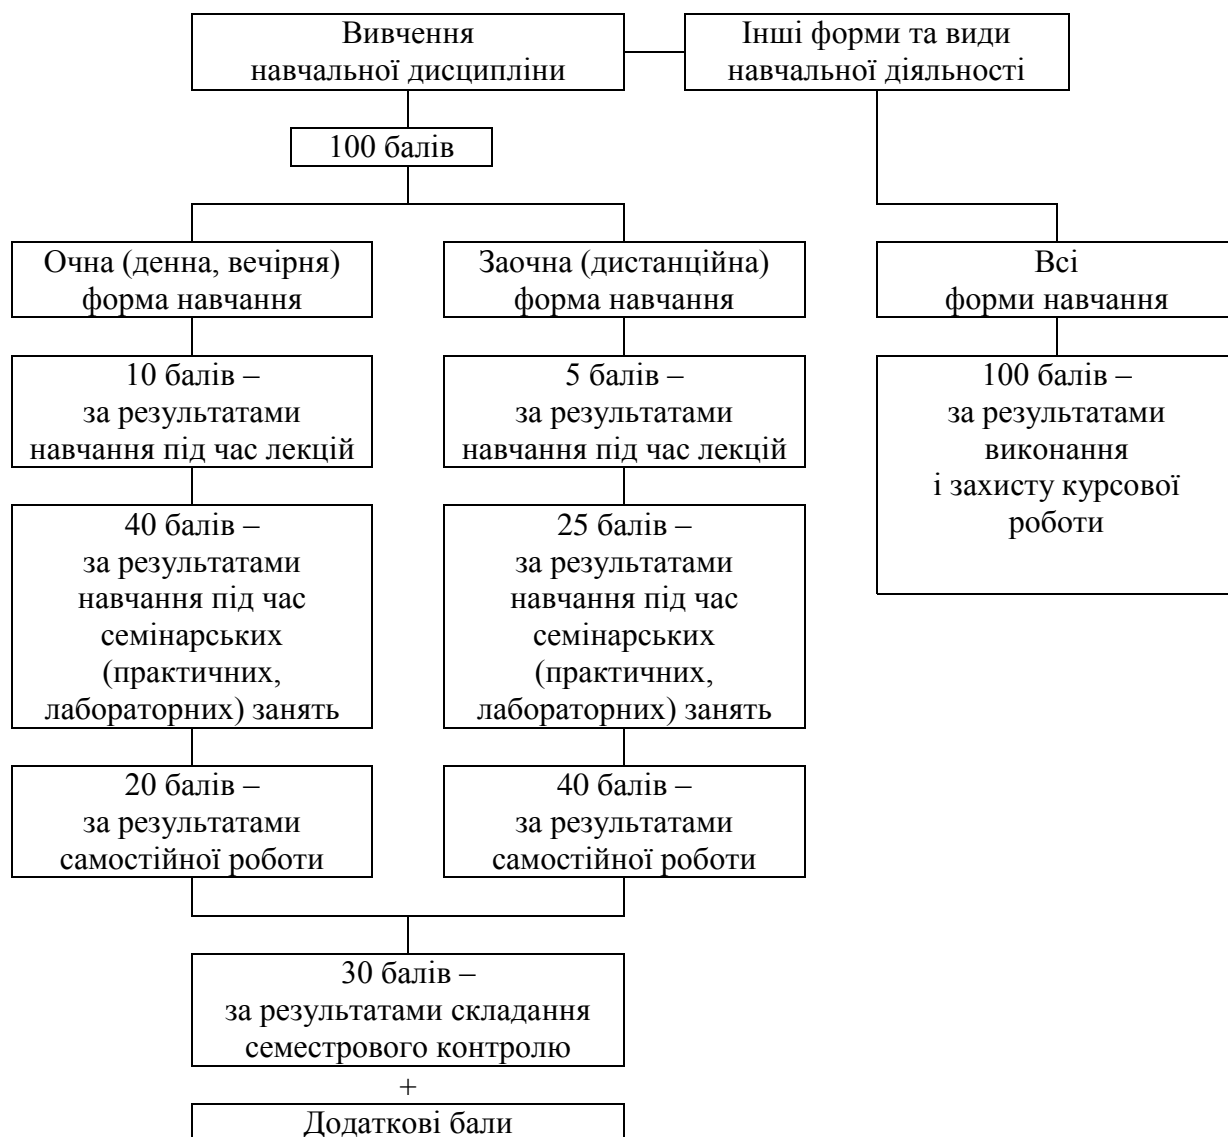 Вивчення
навчальної дисципліни
Інші форми та види
навчальної діяльності
100 балів
Очна (денна, вечірня)
форма навчання
Заочна (дистанційна)
форма навчання
Всі
форми навчання
10 балів –
за результатами
навчання під час лекцій
5 балів –
за результатами
навчання під час лекцій
100 балів –
за результатами
виконання
і захисту курсової
роботи
40 балів –
за результатами
навчання під час
семінарських
(практичних,
лабораторних) занять
25 балів –
за результатами
навчання під час
семінарських
(практичних,
лабораторних) занять
20 балів –
за результатами
самостійної роботи
40 балів –
за результатами
самостійної роботи
30 балів –
за результатами складання
семестрового контролю
+
Додаткові бали